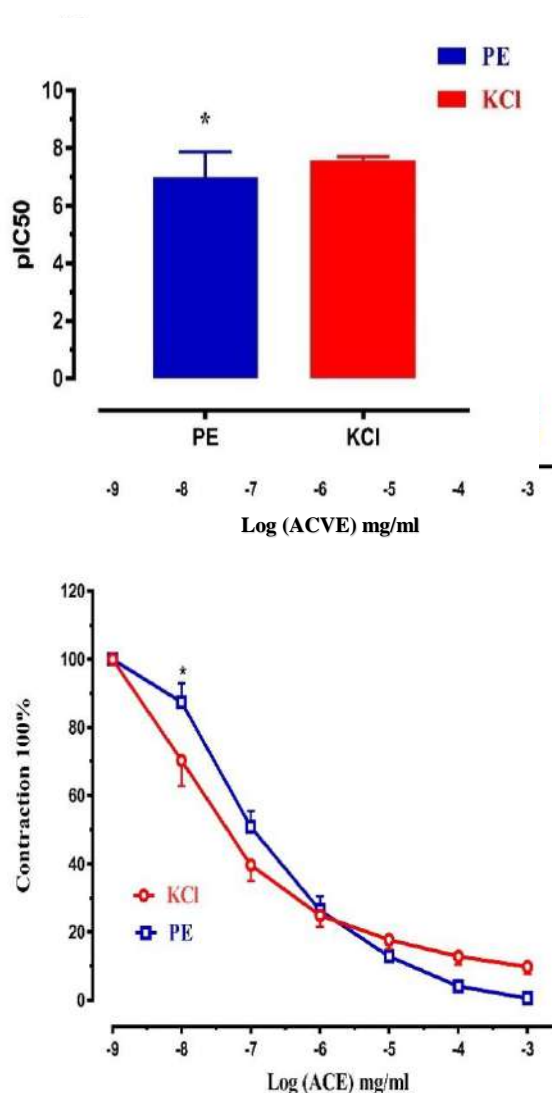 PE
KCl
10
*
8
6
4
2
0
pIC50
PE KCl
-9 -8 -7 -6 -5 -4 -3
Log (ACVE) mg/ml
120
100
*
80
60
40
20
0
Contraction 100%
KCl
PE
-9 -8 -7 -6 -5 -4 -3
Log (ACE) mg/ml